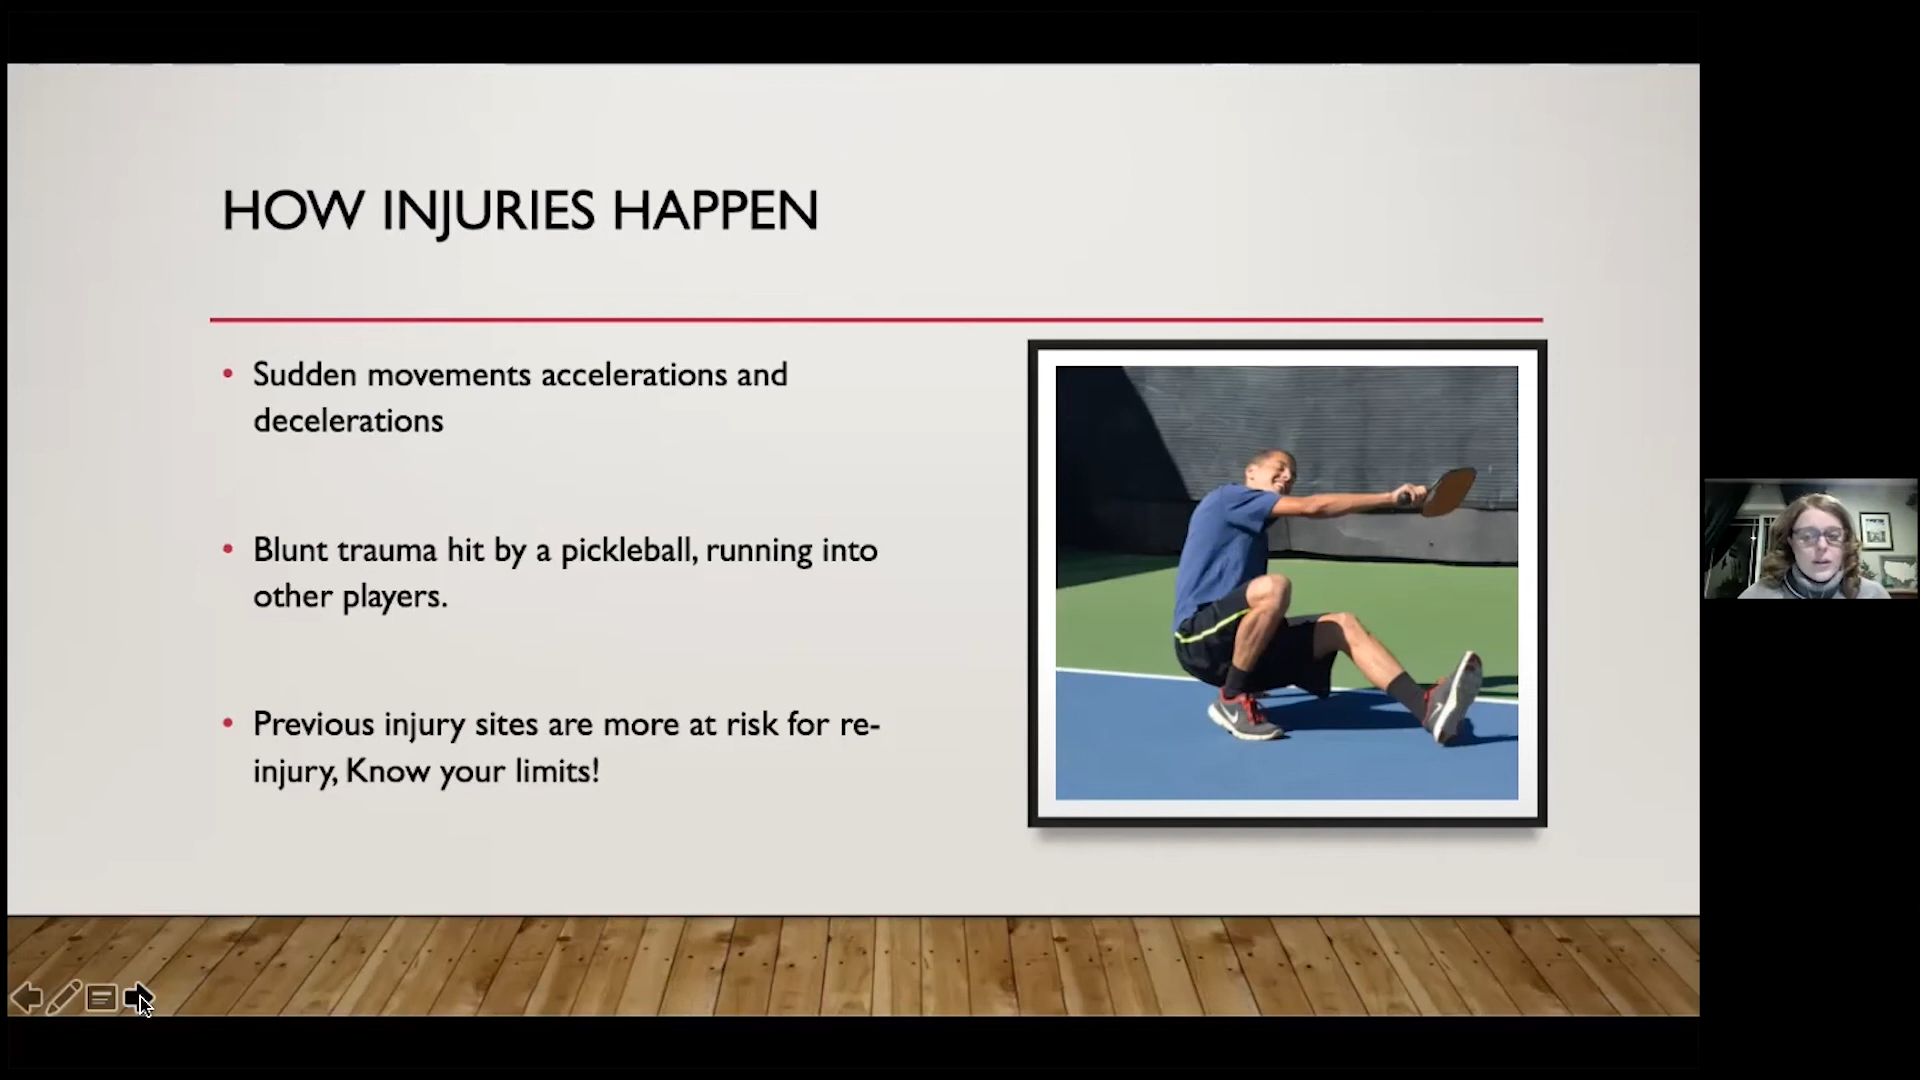 HOW INJURIES HAPPEN
• Sudden movements accelerations and
decelerations
• Blunt trauma hit by a pickleball, running into
other players.
• Previous injury sites are more at risk for re-
injury, Know your limits!